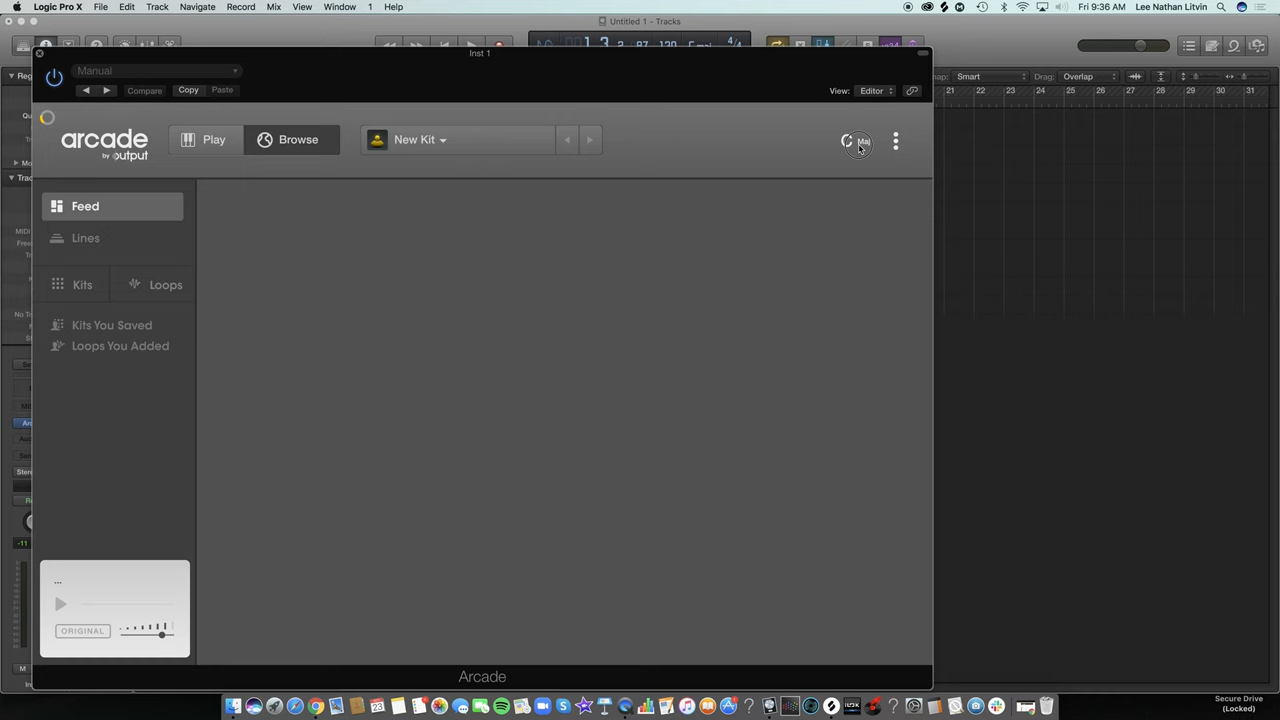 Logic Pro X File Edit Track Navigate Record Mix View Window 1 Help Fri 9:36 AM Lee Nathan Litvin
Untitled 1 - Tracks
Inst 1
Manual
Compare Copy Paste View: Editor
Smart Drag: Overlap
21 22 23 24 25 26 27 28 29 30 31
arcade
by output
Play Browse New Kit C Maj
Feed
Lines
Kits Loops
Kits You Saved
Loops You Added
...
ORIGINAL
-11
M
Arcade
Secure Drive
(Locked)